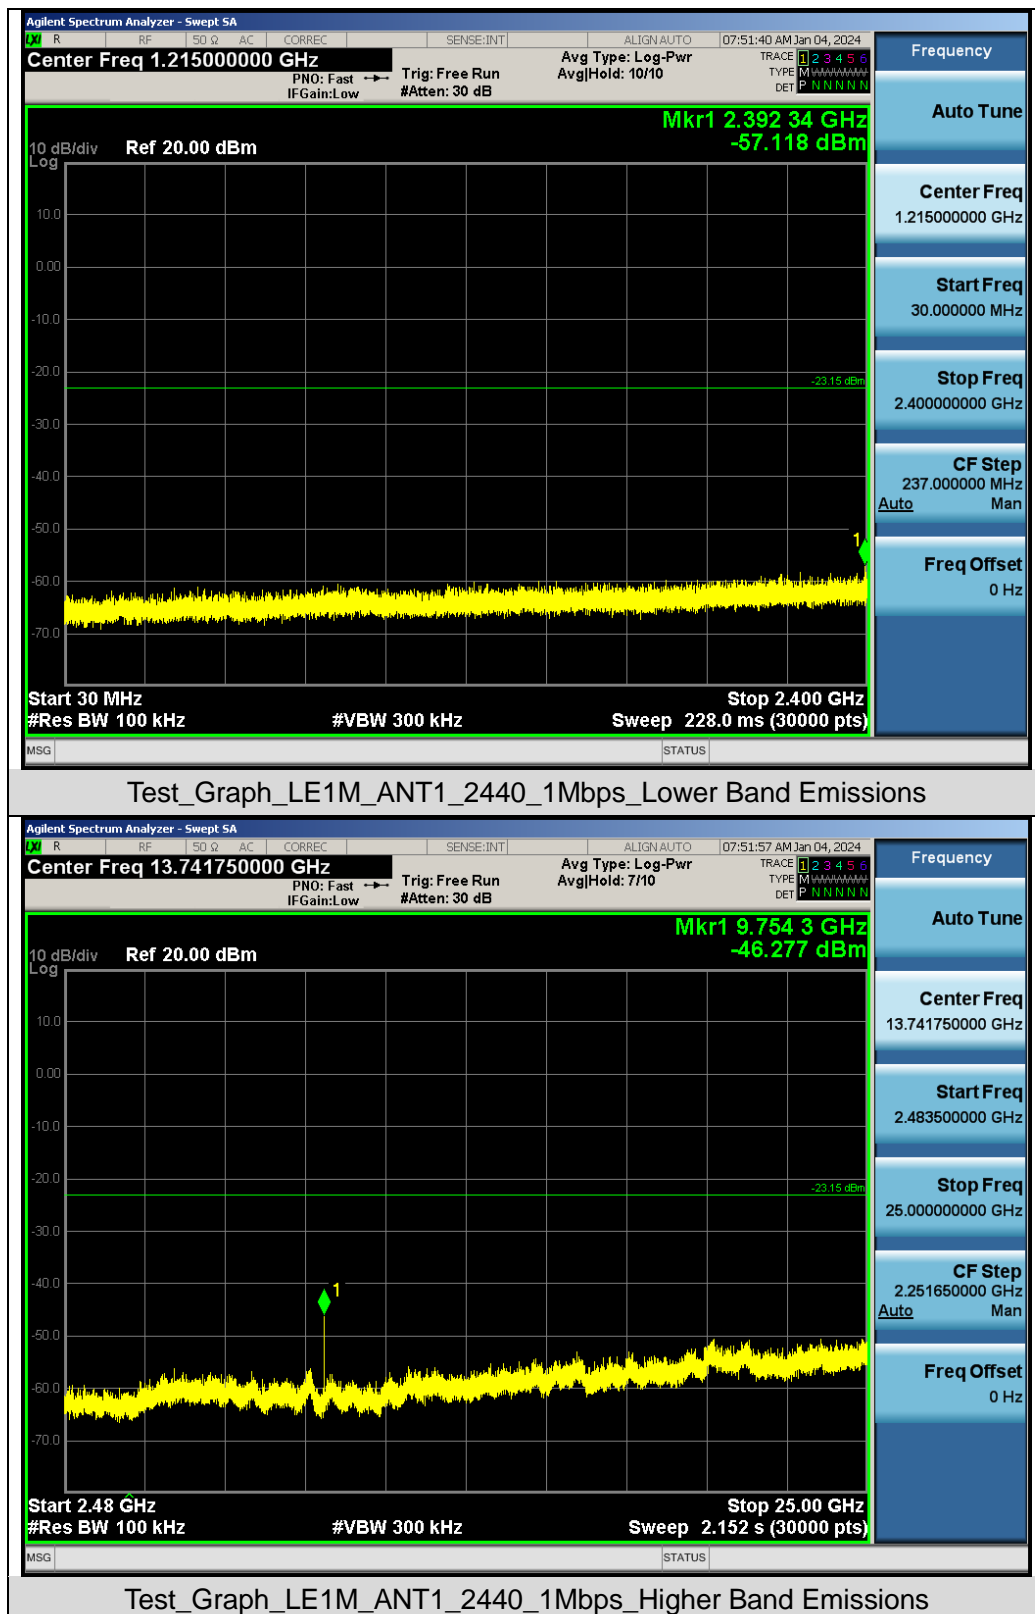 Agilent Spectrum Analyzer - Swept SA
LXI R RF 50 Ω AC CORREC SENSE:INT ALIGN AUTO 07:51:40 AM Jan 04, 2024
Center Freq 1.215000000 GHz
PNO: Fast
IFGain:Low
Trig: Free Run
#Atten: 30 dB
Avg Type: Log-Pwr
Avg|Hold: 10/10
TRACE 1 2 3 4 5 6
TYPE M
DET P N N N N N
Mkr1 2.392 34 GHz
-57.118 dBm
10 dB/div Ref 20.00 dBm
Log
10.0
0.00
-10.0
-20.0
-23.15 dBm
-30.0
-40.0
-50.0
1
-60.0
-70.0
Start 30 MHz Stop 2.400 GHz
#Res BW 100 kHz #VBW 300 kHz Sweep 228.0 ms (30000 pts)
MSG STATUS
Frequency
Auto Tune
Center Freq
1.215000000 GHz
Start Freq
30.000000 MHz
Stop Freq
2.400000000 GHz
CF Step
237.000000 MHz
Auto Man
Freq Offset
0 Hz
Test_Graph_LE1M_ANT1_2440_1Mbps_Lower Band Emissions
Agilent Spectrum Analyzer - Swept SA
LXI R RF 50 Ω AC CORREC SENSE:INT ALIGN AUTO 07:51:57 AM Jan 04, 2024
Center Freq 13.741750000 GHz
PNO: Fast
IFGain:Low
Trig: Free Run
#Atten: 30 dB
Avg Type: Log-Pwr
Avg|Hold: 7/10
TRACE 1 2 3 4 5 6
TYPE M
DET P N N N N N
Mkr1 9.754 3 GHz
-46.277 dBm
10 dB/div Ref 20.00 dBm
Log
10.0
0.00
-10.0
-20.0
-23.15 dBm
-30.0
-40.0
1
-50.0
-60.0
-70.0
Start 2.48 GHz Stop 25.00 GHz
#Res BW 100 kHz #VBW 300 kHz Sweep 2.152 s (30000 pts)
MSG STATUS
Frequency
Auto Tune
Center Freq
13.741750000 GHz
Start Freq
2.483500000 GHz
Stop Freq
25.000000000 GHz
CF Step
2.251650000 GHz
Auto Man
Freq Offset
0 Hz
Test_Graph_LE1M_ANT1_2440_1Mbps_Higher Band Emissions